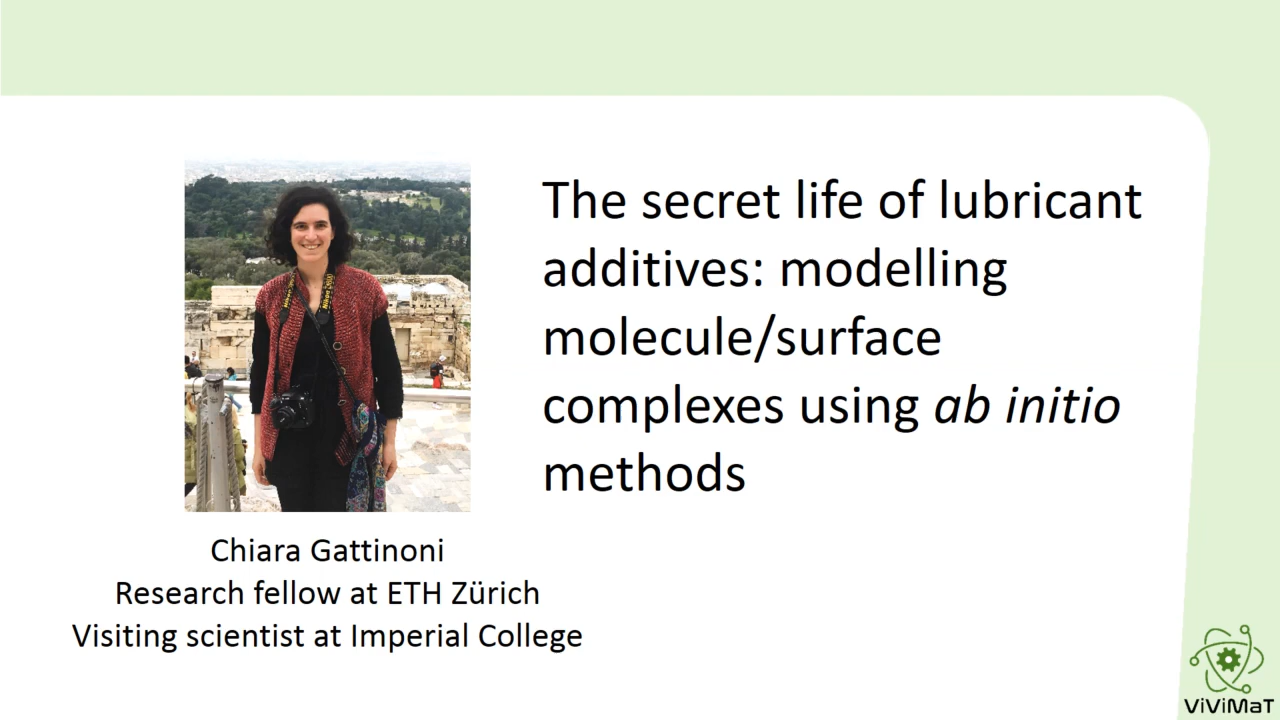 The secret life of lubricant
additives: modelling
molecule/surface
complexes using ab initio
methods
Chiara Gattinoni
Research fellow at ETH Zürich
Visiting scientist at Imperial College
ViViMaT